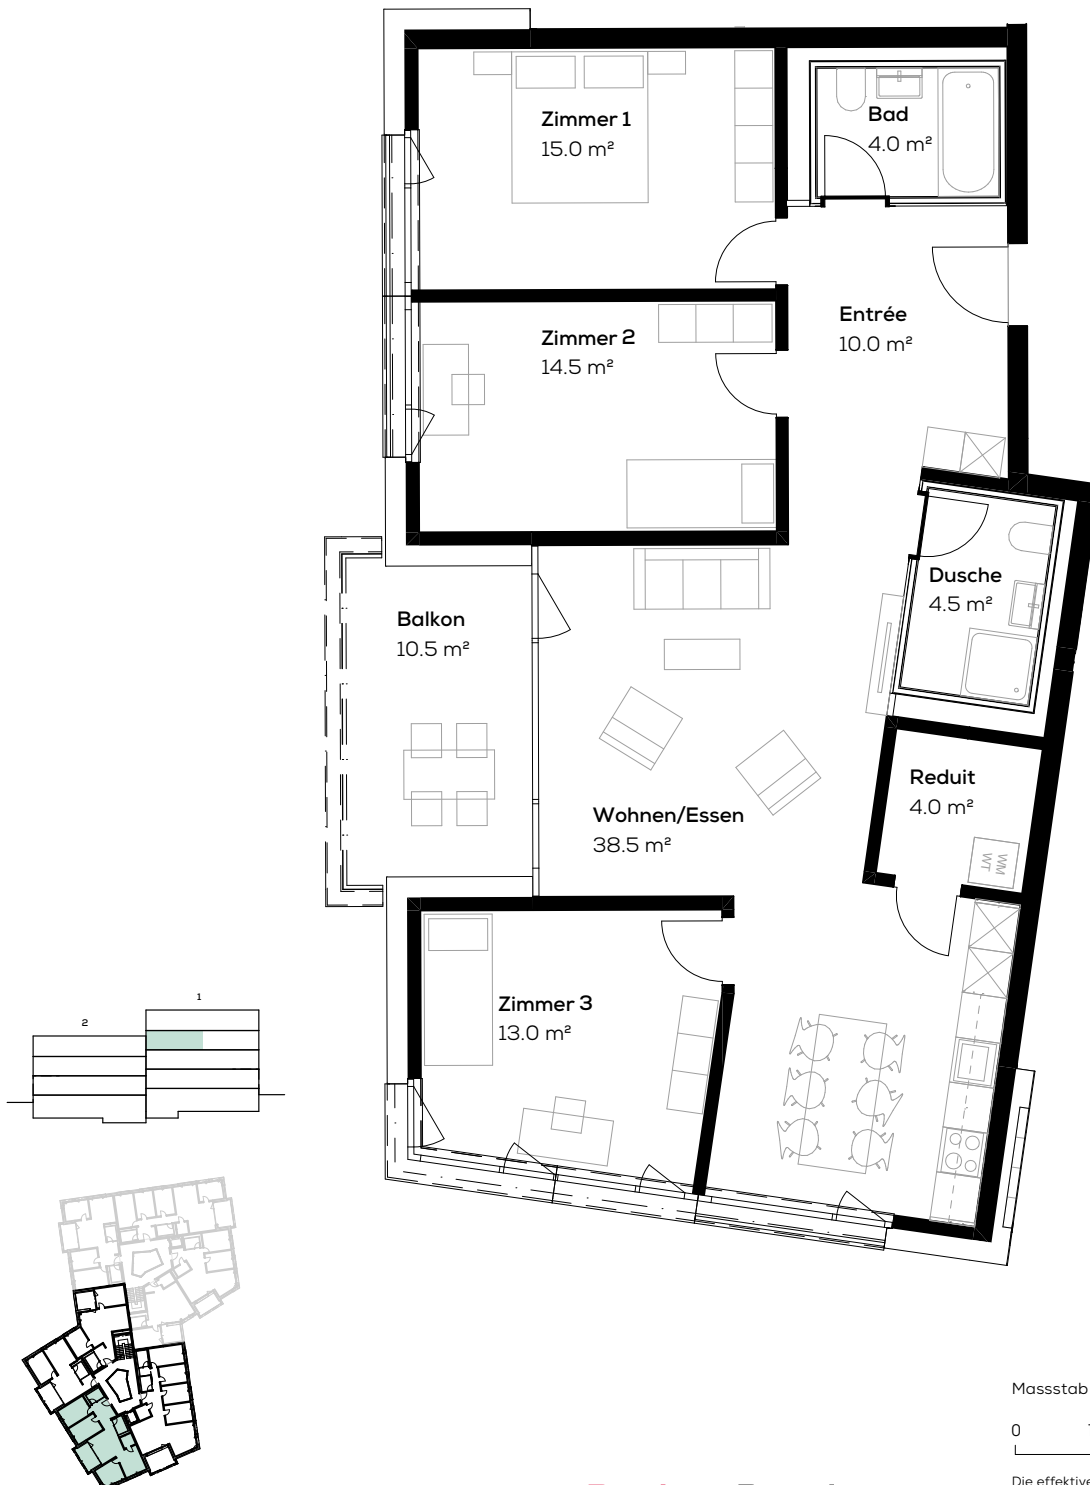 Zimmer 1
15.0 m²
Bad
4.0 m²
Zimmer 2
14.5 m²
Entrée
10.0 m²
Dusche
4.5 m²
Balkon
10.5 m²
Reduit
4.0 m²
WM
WT
Wohnen/Essen
38.5 m²
Zimmer 3
13.0 m²
1
2
Massstab
0
Die effektive